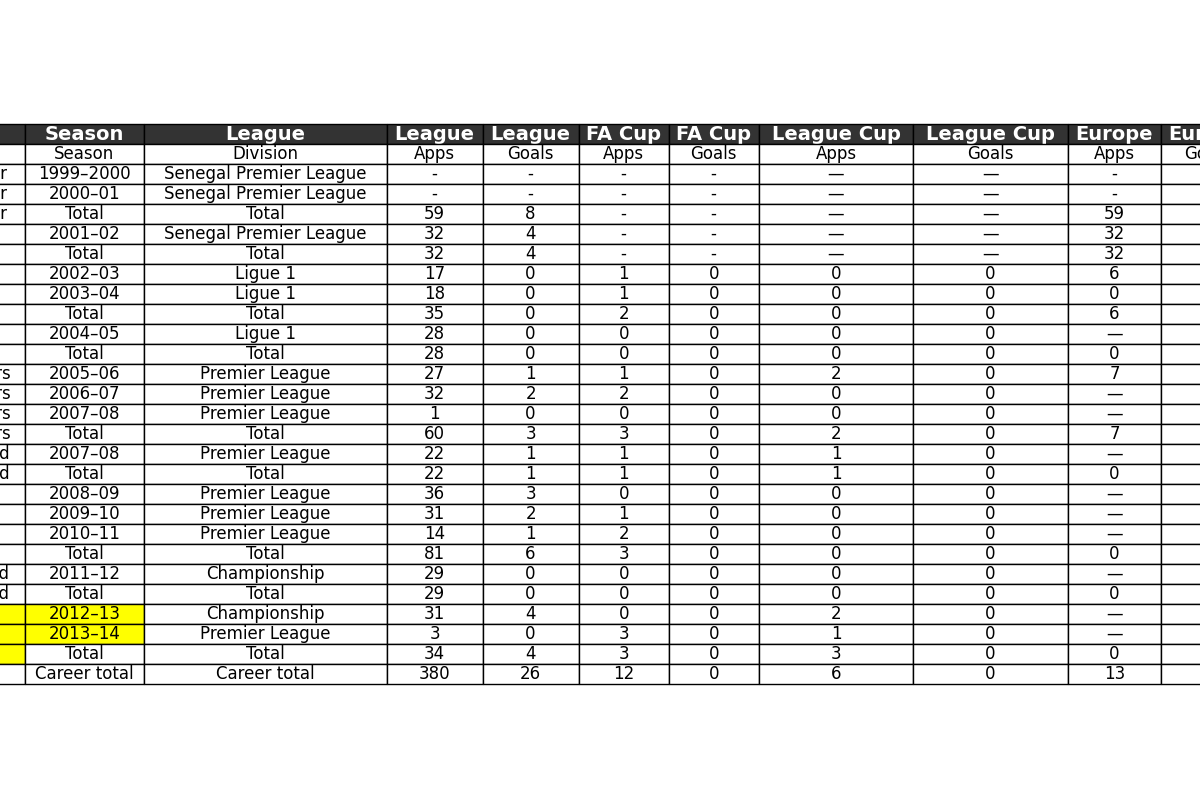 Season League League League FA Cup FA Cup League Cup League Cup Europe
Season Division Apps Goals Apps Goals Apps Goals Apps
1999–2000 Senegal Premier League - - - - — — -
2000–01 Senegal Premier League - - - - — — -
Total Total 59 8 - - — — 59
2001–02 Senegal Premier League 32 4 - - — — 32
Total Total 32 4 - - — — 32
2002–03 Ligue 1 17 0 1 0 0 0 6
2003–04 Ligue 1 18 0 1 0 0 0 0
Total Total 35 0 2 0 0 0 6
2004–05 Ligue 1 28 0 0 0 0 0 —
Total Total 28 0 0 0 0 0 0
2005–06 Premier League 27 1 1 0 2 0 7
2006–07 Premier League 32 2 2 0 0 0 —
2007–08 Premier League 1 0 0 0 0 0 —
Total Total 60 3 3 0 2 0 7
2007–08 Premier League 22 1 1 0 1 0 —
Total Total 22 1 1 0 1 0 0
2008–09 Premier League 36 3 0 0 0 0 —
2009–10 Premier League 31 2 1 0 0 0 —
2010–11 Premier League 14 1 2 0 0 0 —
Total Total 81 6 3 0 0 0 0
2011–12 Championship 29 0 0 0 0 0 —
Total Total 29 0 0 0 0 0 0
2012–13 Championship 31 4 0 0 2 0 —
2013–14 Premier League 3 0 3 0 1 0 —
Total Total 34 4 3 0 3 0 0
Career total Career total 380 26 12 0 6 0 13